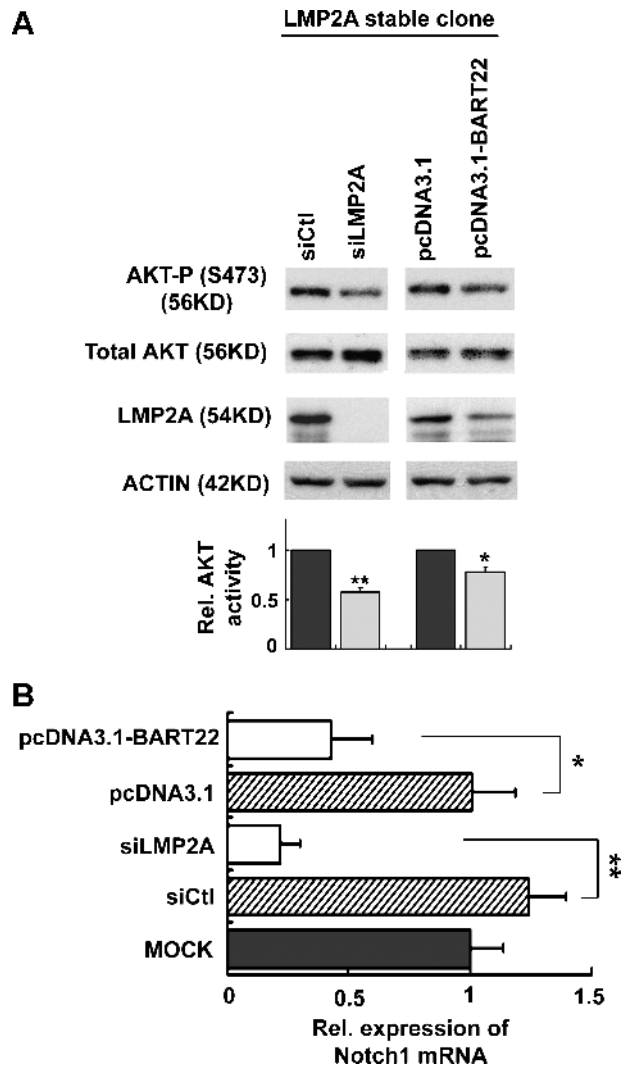 A
LMP2A stable clone
siCtl
siLMP2A
pcDNA3.1
pcDNA3.1-BART22
AKT-P (S473)
(56KD)
Total AKT (56KD)
LMP2A (54KD)
ACTIN (42KD)
Rel. AKT
activity
1
0.5
0
**
*
B
pcDNA3.1-BART22
pcDNA3.1
siLMP2A
siCtl
MOCK
*
**
0
0.5
1
1.5
Rel. expression of
Notch1 mRNA